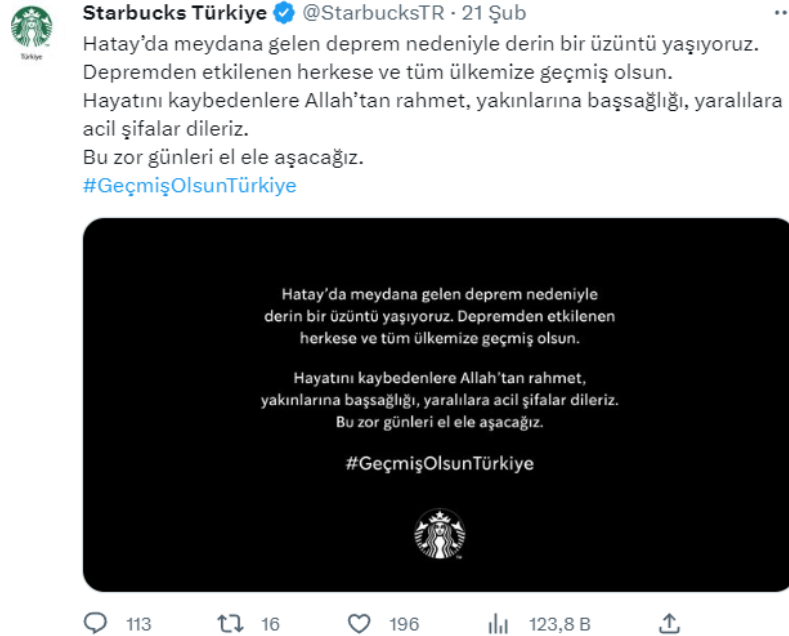 Starbucks Türkiye @StarbucksTR · 21 Şub
Türkiye
Hatay’da meydana gelen deprem nedeniyle derin bir üzüntü yaşıyoruz.
Depremden etkilenen herkese ve tüm ülkemize geçmiş olsun.
Hayatını kaybedenlere Allah’tan rahmet, yakınlarına başsağlığı, yaralılara
acil şifalar dileriz.
Bu zor günleri el ele aşacağız.
#GeçmişOlsunTürkiye
Hatay’da meydana gelen deprem nedeniyle
derin bir üzüntü yaşıyoruz. Depremden etkilenen
herkese ve tüm ülkemize geçmiş olsun.
Hayatını kaybedenlere Allah’tan rahmet,
yakınlarına başsağlığı, yaralılara acil şifalar dileriz.
Bu zor günleri el ele aşacağız.
#GeçmişOlsunTürkiye
113 16 196 123,8 B